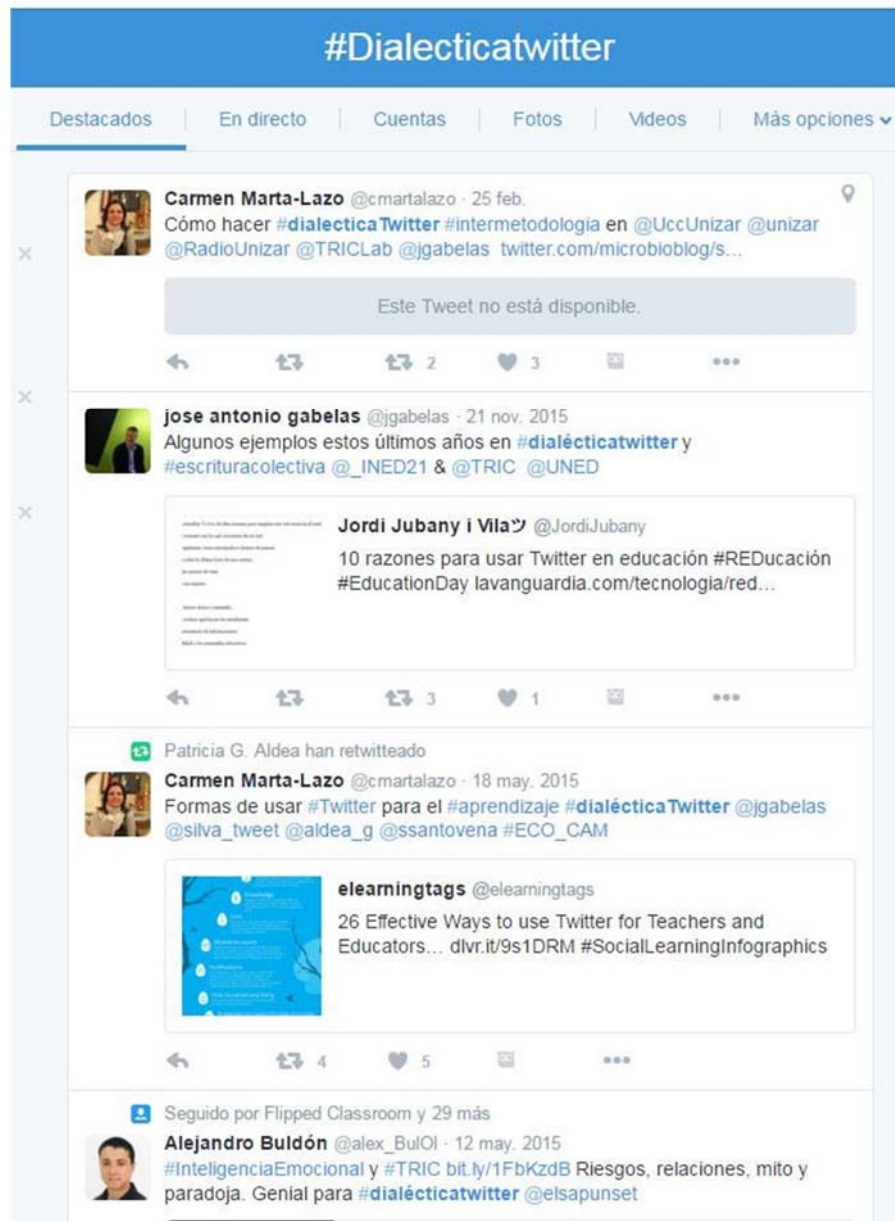 #Dialecticatwitter
Destacados En directo Cuentas Fotos Videos Más opciones
Carmen Marta-Lazo @cmartalazo · 25 feb.
Cómo hacer #dialecticaTwitter #intermetodologia en @UccUnizar @unizar
@RadioUnizar @TRICLab @jgabelas twitter.com/microbioblog/s...
Este Tweet no está disponible.
2 3
jose antonio gabelas @jgabelas · 21 nov. 2015
Algunos ejemplos estos últimos años en #dialécticatwitter y
#escrituracolectiva @_INED21 & @TRIC @UNED
Jordi Jubany i Vilaツ @JordiJubany
10 razones para usar Twitter en educación #REDucación
#EducationDay lavanguardia.com/tecnologia/red...
3 1
Patricia G. Aldea han retwitteado
Carmen Marta-Lazo @cmartalazo · 18 may. 2015
Formas de usar #Twitter para el #aprendizaje #dialécticaTwitter @jgabelas
@silva_tweet @aldea_g @ssantovena #ECO_CAM
elearningtags @elearningtags
26 Effective Ways to use Twitter for Teachers and
Educators... dlvr.it/9s1DRM #SocialLearningInfographics
4 5
Seguido por Flipped Classroom y 29 más
Alejandro Buldón @alex_BulOl · 12 may. 2015
#InteligenciaEmocional y #TRIC bit.ly/1FbKzdB Riesgos, relaciones, mito y
paradoja. Genial para #dialécticatwitter @elsapunset